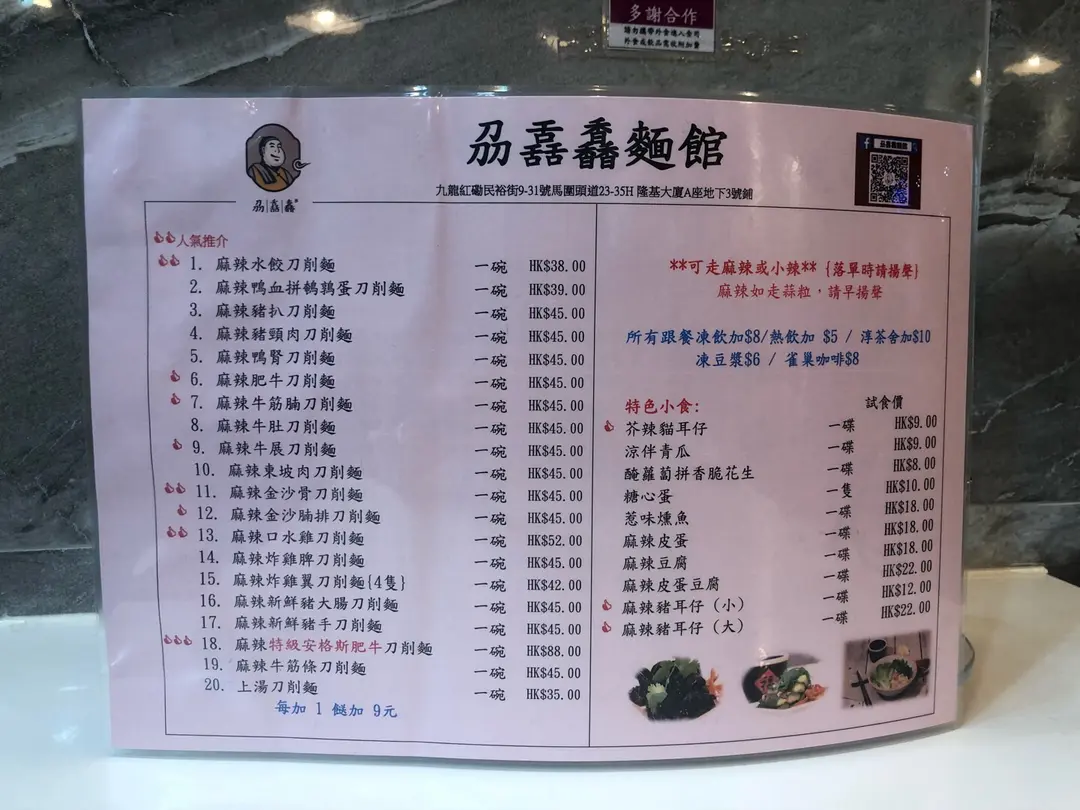 多謝合作
請勿攜帶外食進入食用
刕舙馫麵館
九龍紅磡民裕街9-31號馬圍頭道23-35H 隆基大廈A座地下3號鋪
人氣推介
1. 麻辣水餃刀削麵 一碗 HK$38.00
2. 麻辣鴨血拼鵪鶉蛋刀削麵 一碗 HK$39.00
3. 麻辣豬扒刀削麵 一碗 HK$45.00
4. 麻辣豬頸肉刀削麵 一碗 HK$45.00
5. 麻辣鴨腎刀削麵 一碗 HK$45.00
6. 麻辣肥牛刀削麵 一碗 HK$45.00
7. 麻辣牛筋腩刀削麵 一碗 HK$45.00
8. 麻辣牛肚刀削麵 一碗 HK$45.00
9. 麻辣牛展刀削麵 一碗 HK$45.00
10. 麻辣東坡肉刀削麵 一碗 HK$45.00
11. 麻辣金沙骨刀削麵 一碗 HK$45.00
12. 麻辣金沙腩排刀削麵 一碗 HK$45.00
13. 麻辣口水雞刀削麵 一碗 HK$52.00
14. 麻辣炸雞脾刀削麵 一碗 HK$45.00
15. 麻辣炸雞翼刀削麵{4隻} 一碗 HK$42.00
16. 麻辣新鮮豬大腸刀削麵 一碗 HK$45.00
17. 麻辣新鮮豬手刀削麵 一碗 HK$45.00
18. 麻辣特級安格斯肥牛刀削麵 一碗 HK$88.00
19. 麻辣牛筋條刀削麵 一碗 HK$45.00
20. 上湯刀削麵 一碗 HK$35.00
每加 1 餸加 9元
**可走麻辣或小辣** {落單時請揚聲}
麻辣如走蒜粒，請早揚聲
所有跟餐凍飲加$8/熱飲加 $5 / 淳茶舍加$10
凍豆漿$6 / 雀巢咖啡$8
特色小食: 試食價
芥辣貓耳仔 一碟 HK$9.00
涼伴青瓜 一碟 HK$9.00
醃蘿蔔拼香脆花生 一碟 HK$8.00
糖心蛋 一隻 HK$10.00
惹味燻魚 一碟 HK$18.00
麻辣皮蛋 一碟 HK$18.00
麻辣豆腐 一碟 HK$18.00
麻辣皮蛋豆腐 一碟 HK$22.00
麻辣豬耳仔（小） 一碟 HK$12.00
麻辣豬耳仔（大） 一碟 HK$22.00